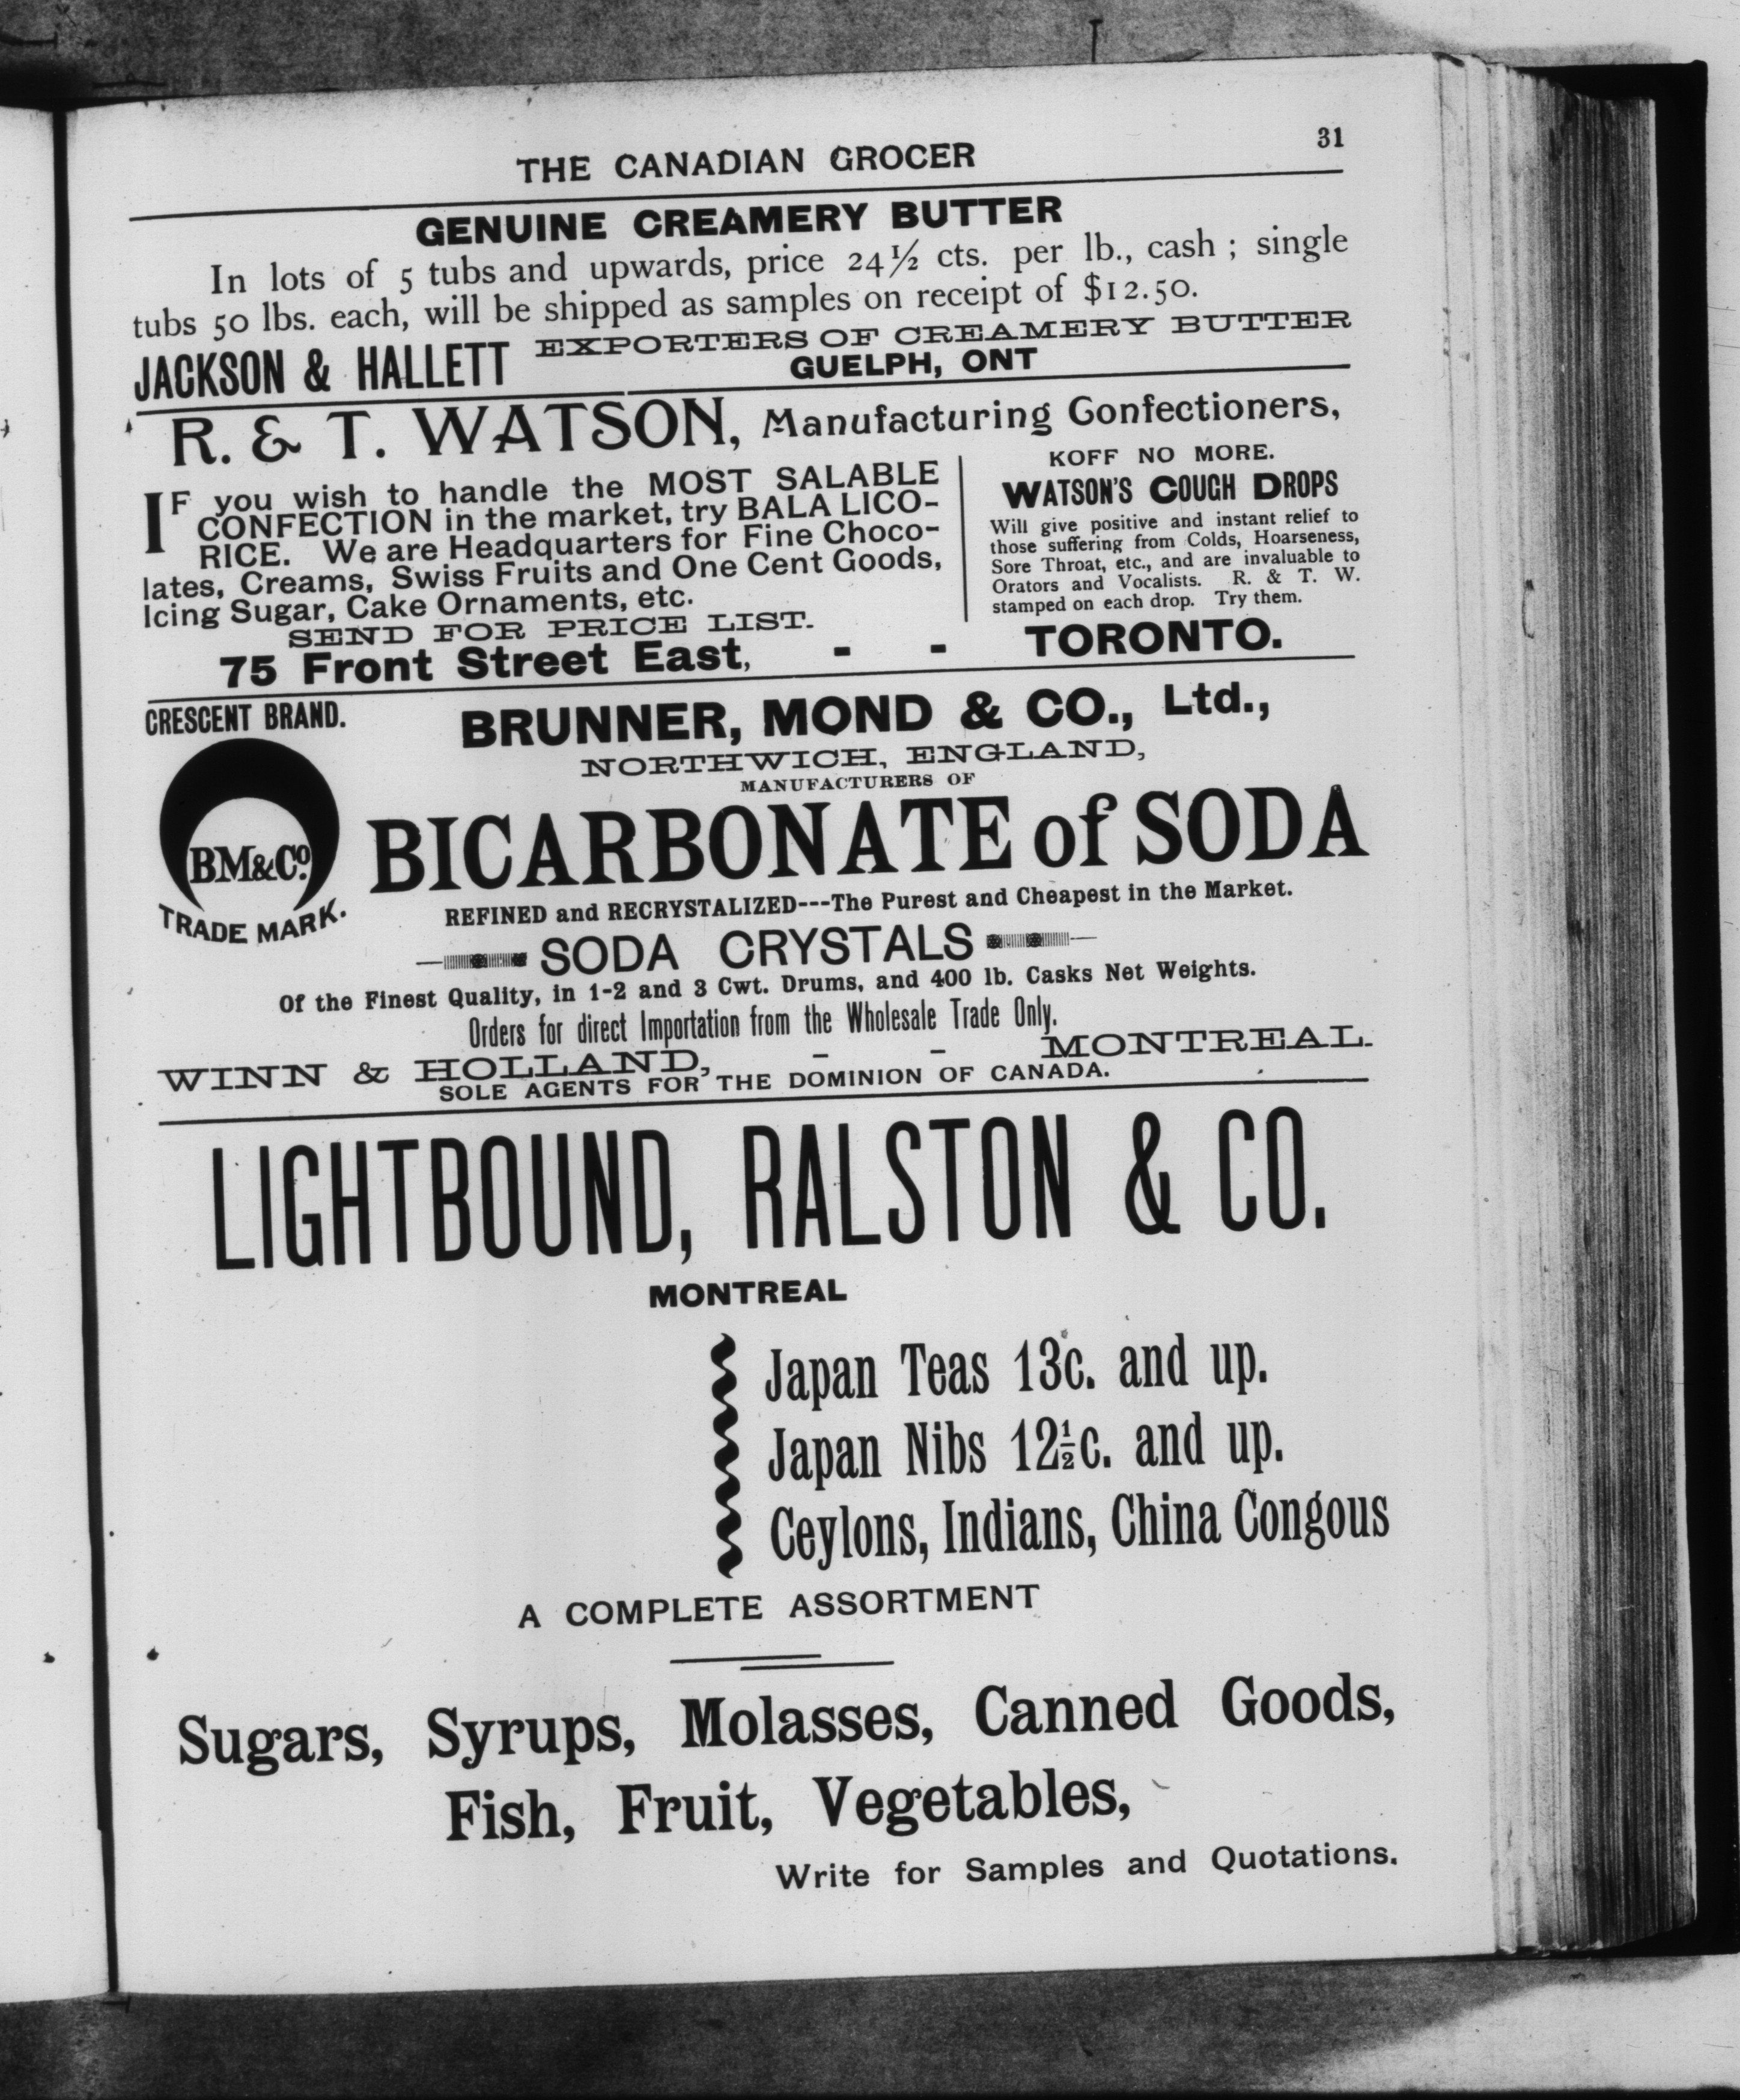 THE CANADIAN GROCER
31
GENUINE CREAMERY BUTTER
In lots of 5 tubs and upwards, price 24½ cts. per lb., cash ; single
tubs 50 lbs. each, will be shipped as samples on receipt of $12.50.
JACKSON & HALLETT
EXPORTERS OF CREAMERY BUTTER
GUELPH, ONT
R. & T. WATSON, Manufacturing Confectioners,
IF you wish to handle the MOST SALABLE
CONFECTION in the market, try BALA LICO-
RICE. We are Headquarters for Fine Choco-
lates, Creams, Swiss Fruits and One Cent Goods,
Icing Sugar, Cake Ornaments, etc.
SEND FOR PRICE LIST.
KOFF NO MORE.
WATSON'S COUGH DROPS
Will give positive and instant relief to
those suffering from Colds, Hoarseness,
Sore Throat, etc., and are invaluable to
Orators and Vocalists. R. & T. W.
stamped on each drop. Try them.
75 Front Street East, - - TORONTO.
CRESCENT BRAND.
BM&Co.
TRADE MARK.
BRUNNER, MOND & CO., Ltd.,
NORTHWICH, ENGLAND,
MANUFACTURERS OF
BICARBONATE of SODA
REFINED and RECRYSTALIZED---The Purest and Cheapest in the Market.
SODA CRYSTALS
Of the Finest Quality, in 1-2 and 3 Cwt. Drums, and 400 lb. Casks Net Weights.
Orders for direct Importation from the Wholesale Trade Only.
WINN & HOLLAND, - - MONTREAL.
SOLE AGENTS FOR THE DOMINION OF CANADA.
LIGHTBOUND, RALSTON & CO.
MONTREAL
Japan Teas 13c. and up.
Japan Nibs 12½c. and up.
Ceylons, Indians, China Congous
A COMPLETE ASSORTMENT
Sugars, Syrups, Molasses, Canned Goods,
Fish, Fruit, Vegetables,
Write for Samples and Quotations.